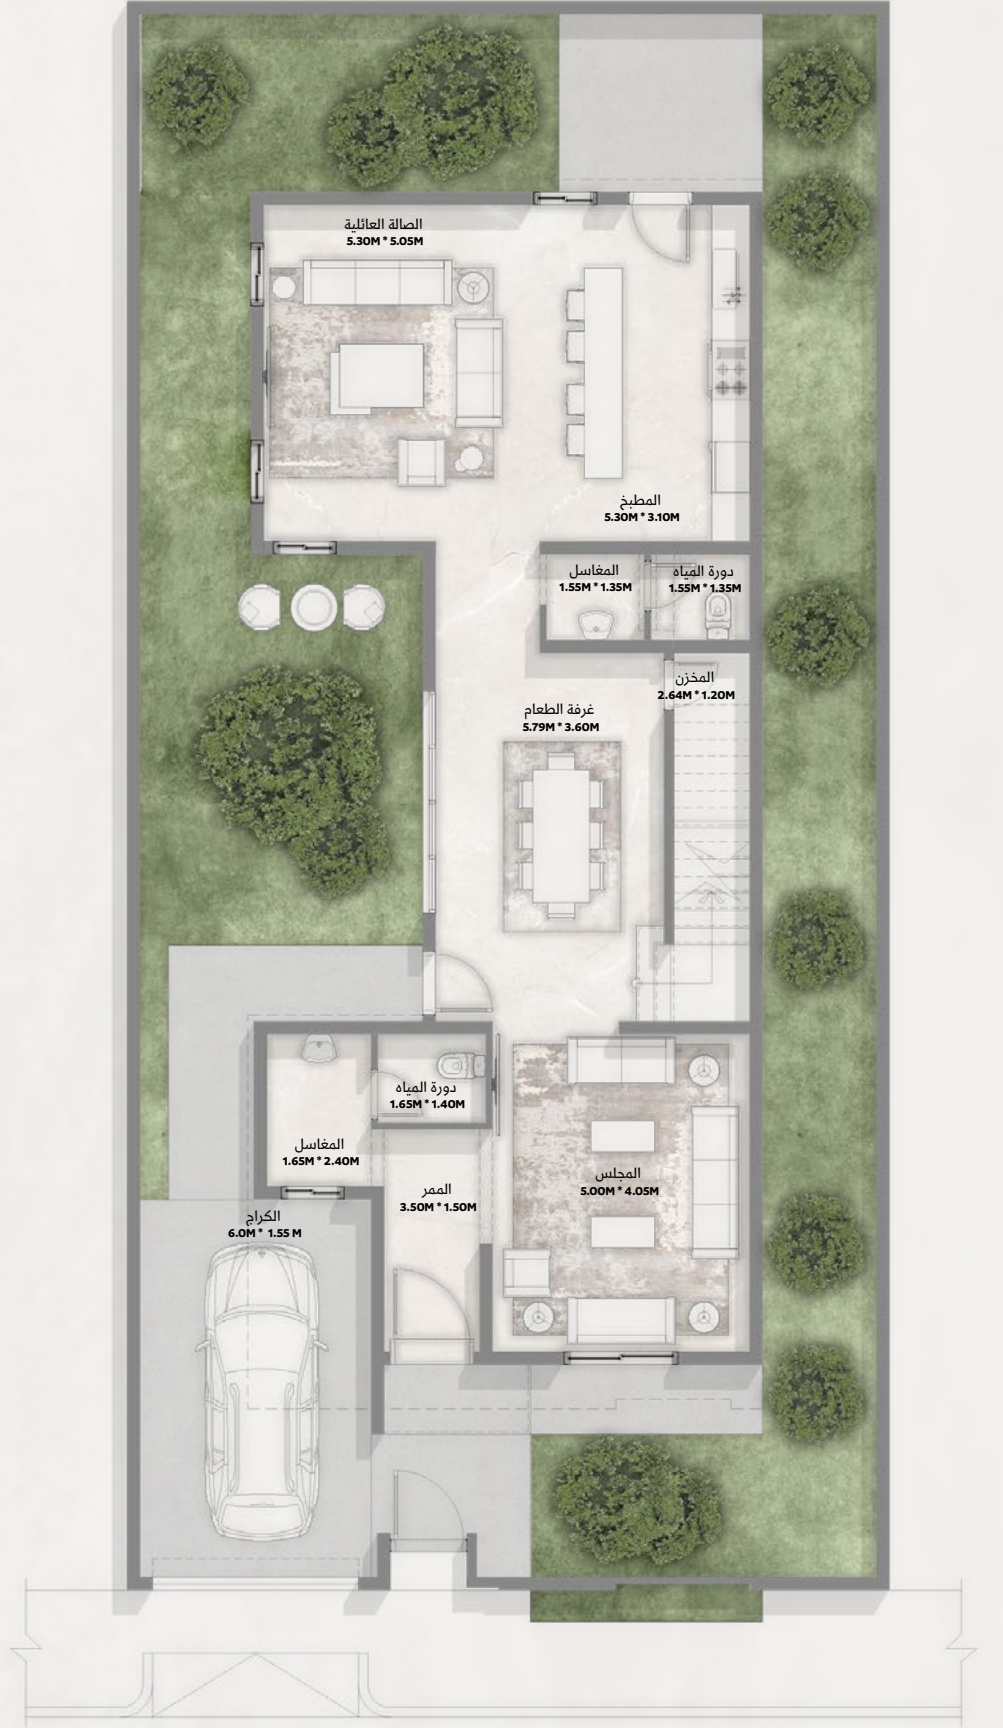 الصالة العائلية
5.30M * 5.05M
المطبخ
5.30M * 3.10M
المغاسل
1.55M * 1.35M
دورة المياه
1.55M * 1.35M
المخزن
2.64M * 1.20M
غرفة الطعام
5.79M * 3.60M
دورة المياه
1.65M * 1.40M
المغاسل
1.65M * 2.40M
المجلس
5.00M * 4.05M
الممر
3.50M * 1.50M
الكراج
6.0M * 1.55 M